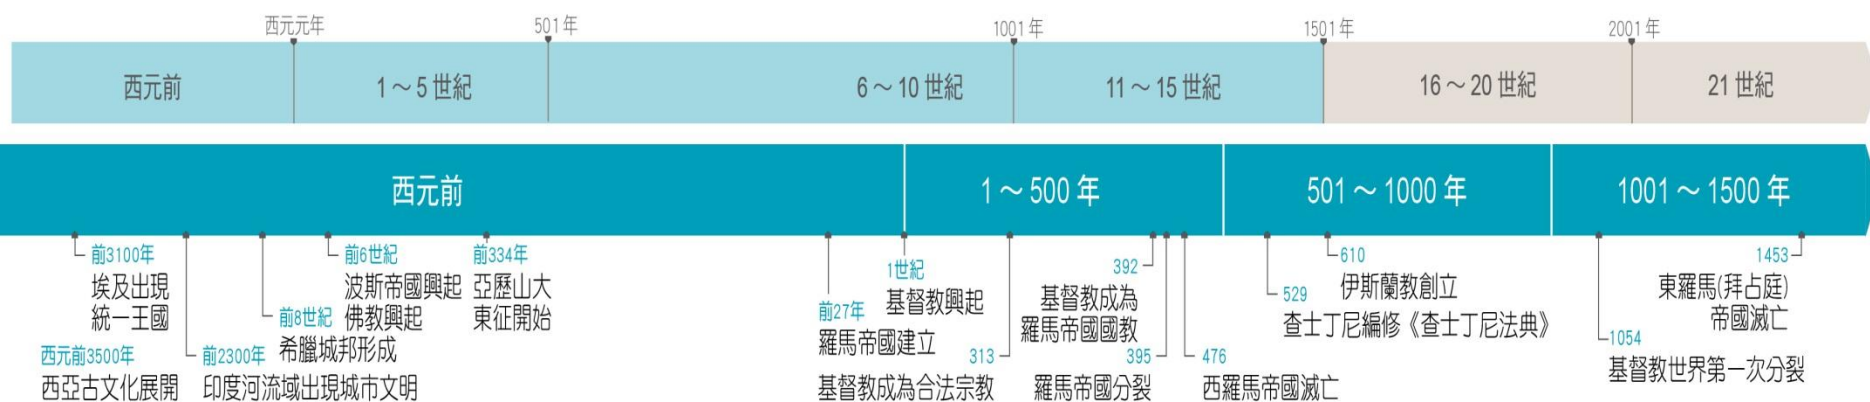 西元元年
501年
1001年
1501年
2001年
西元前
1～5世紀
6～10世紀
11～15世紀
16～20世紀
21世紀
西元前
1～500年
501～1000年
1001～1500年
西元前3500年
西亞古文化展開
前3100年
埃及出現
統一王國
前2300年
印度河流域出現城市文明
前8世紀
希臘城邦形成
前6世紀
波斯帝國興起
佛教興起
前334年
亞歷山大
東征開始
前27年
羅馬帝國建立
1世紀
基督教興起
313
基督教成為合法宗教
392
基督教成為
羅馬帝國國教
395
羅馬帝國分裂
476
西羅馬帝國滅亡
529
查士丁尼編修《查士丁尼法典》
610
伊斯蘭教創立
1054
基督教世界第一次分裂
1453
東羅馬(拜占庭)
帝國滅亡